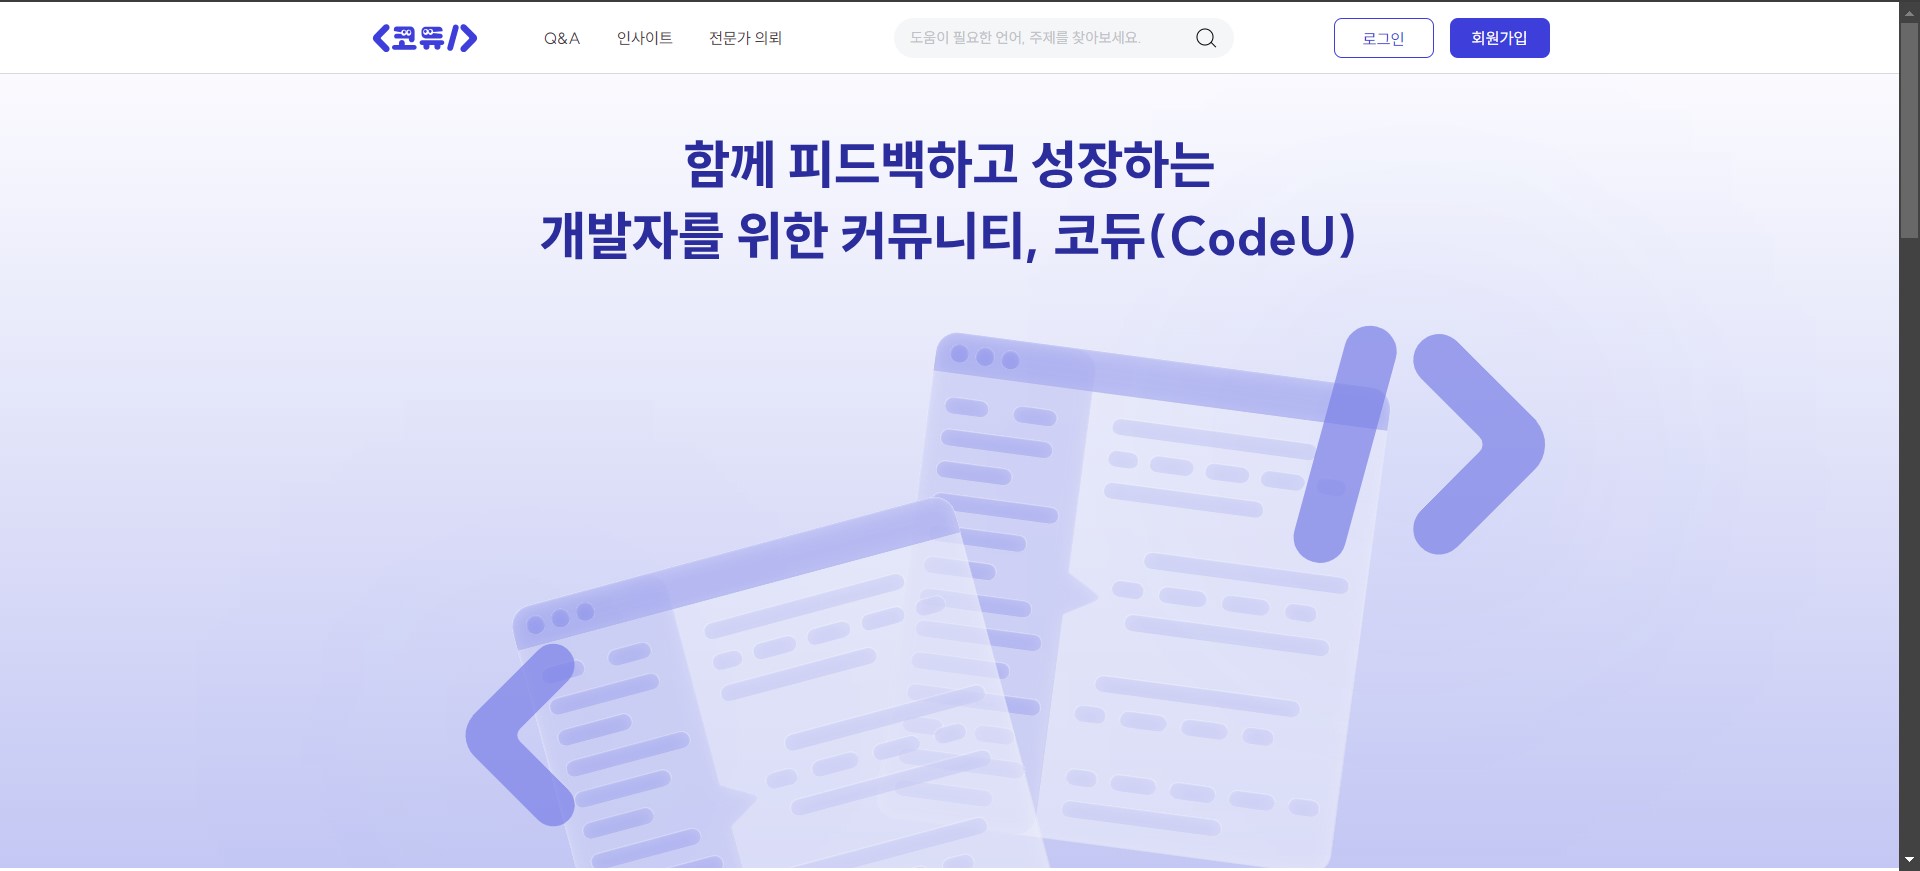 <코듀/>
Q&A
인사이트
전문가 의뢰
도움이 필요한 언어, 주제를 찾아보세요.
로그인
회원가입
함께 피드백하고 성장하는
개발자를 위한 커뮤니티, 코듀(CodeU)